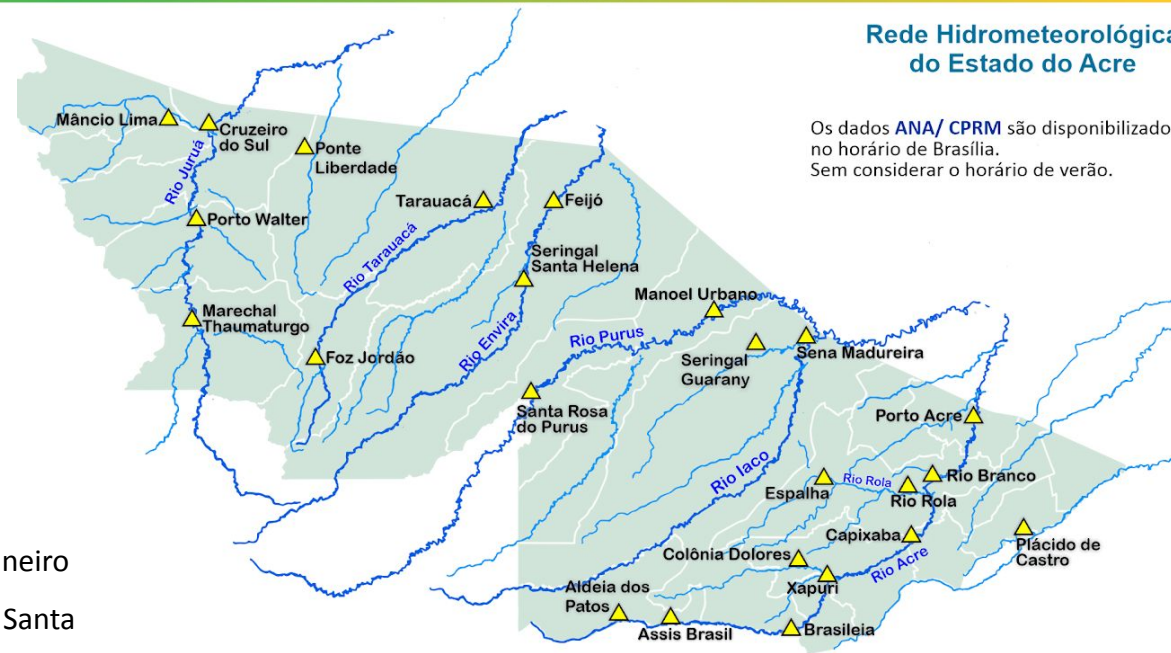 Rede Hidrometeorológica
do Estado do Acre
Os dados ANA/ CPRM são disponibilizado
no horário de Brasília.
Sem considerar o horário de verão.
Mâncio Lima
Cruzeiro
do Sul
Ponte
Liberdade
Rio Juruá
Porto Walter
Tarauacá
Feijó
Rio Tarauacá
Seringal
Santa Helena
Marechal
Thaumaturgo
Foz Jordão
Rio Envira
Manoel Urbano
Rio Purus
Seringal
Guarany
Sena Madureira
Santa Rosa
do Purus
Porto Acre
Rio Iaco
Espalha
Rio Rola
Rio Rola
Rio Branco
Capixaba
Plácido de
Castro
Colônia Dolores
Rio Acre
Xapuri
Aldeia dos
Patos
Assis Brasil
Brasileia
neiro
Santa